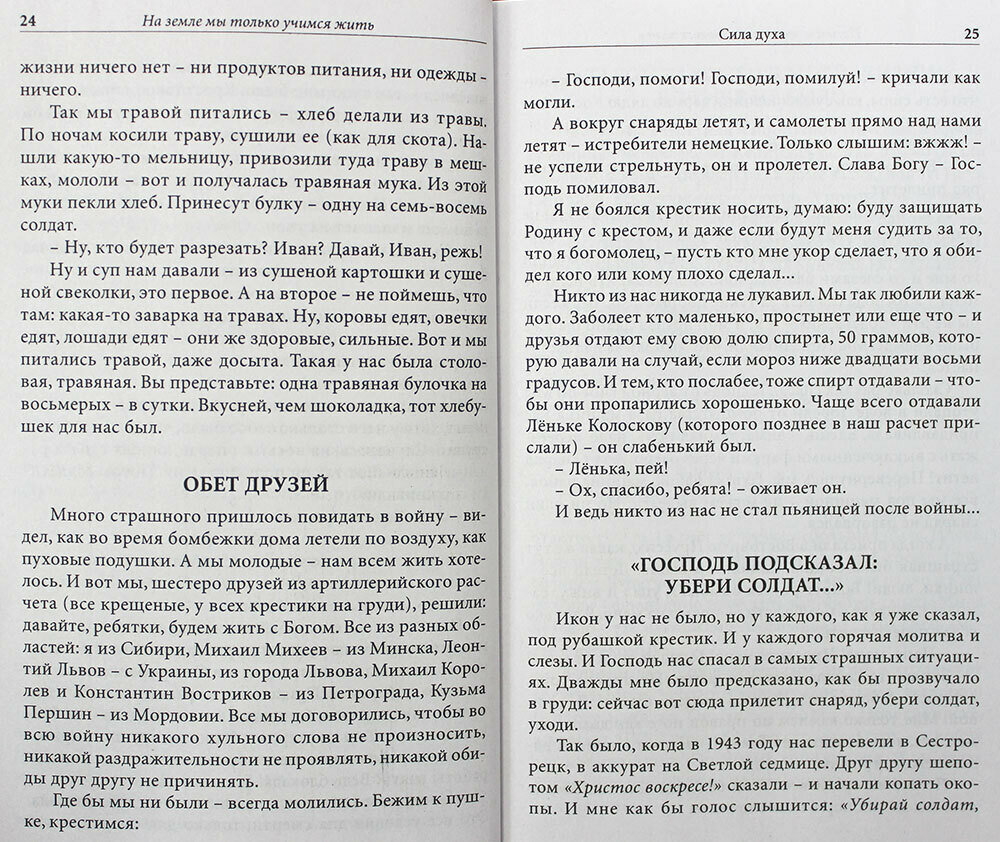 24
На земле мы только учимся жить
жизни ничего нет – ни продуктов питания, ни одежды –
ничего.
Так мы травой питались – хлеб делали из травы.
По ночам косили траву, сушили ее (как для скота). На-
шли какую-то мельницу, привозили туда траву в меш-
ках, мололи – вот и получалась травяная мука. Из этой
муки пекли хлеб. Принесут булку – одну на семь-восемь
солдат.
– Ну, кто будет разрезать? Иван? Давай, Иван, режь!
Ну и суп нам давали – из сушеной картошки и суше-
ной свеколки, это первое. А на второе – не поймешь, что
там: какая-то заварка на травах. Ну, коровы едят, овечки
едят, лошади едят – они же здоровые, сильные. Вот и мы
питались травой, даже досыта. Такая у нас была столо-
вая, травяная. Вы представьте: одна травяная булочка на
восьмерых – в сутки. Вкусней, чем шоколадка, тот хлебу-
шек для нас был.
ОБЕТ ДРУЗЕЙ
Много страшного пришлось повидать в войну – ви-
дел, как во время бомбежки дома летели по воздуху, как
пуховые подушки. А мы молодые – нам всем жить хоте-
лось. И вот мы, шестеро друзей из артиллерийского рас-
чета (все крещеные, у всех крестики на груди), решили:
давайте, ребятки, будем жить с Богом. Все из разных об-
ластей: я из Сибири, Михаил Михеев – из Минска, Леон-
тий Львов – с Украины, из города Львова, Михаил Коро-
лев и Константин Востриков – из Петрограда, Кузьма
Першин – из Мордовии. Все мы договорились, чтобы во
всю войну никакого хульного слова не произносить,
никакой раздражительности не проявлять, никакой оби-
ды друг другу не причинять.
Где бы мы ни были – всегда молились. Бежим к пуш-
ке, крестимся:
Сила духа
25
– Господи, помоги! Господи, помилуй! – кричали как
могли.
А вокруг снаряды летят, и самолеты прямо над нами
летят – истребители немецкие. Только слышим: вжжж! –
не успели стрельнуть, он и пролетел. Слава Богу – Гос-
подь помиловал.
Я не боялся крестик носить, думаю: буду защищать
Родину с крестом, и даже если будут меня судить за то,
что я богомолец, – пусть кто мне укор сделает, что я оби-
дел кого или кому плохо сделал...
Никто из нас никогда не лукавил. Мы так любили каж-
дого. Заболеет кто маленько, простынет или еще что – и
друзья отдают ему свою долю спирта, 50 граммов, кото-
рую давали на случай, если мороз ниже двадцати восьми
градусов. И тем, кто послабее, тоже спирт отдавали – что-
бы они пропарились хорошенько. Чаще всего отдавали
Лёньке Колоскову (которого позднее в наш расчет при-
слали) – он слабенький был.
– Лёнька, пей!
– Ох, спасибо, ребята! – оживает он.
И ведь никто из нас не стал пьяницей после войны...
«ГОСПОДЬ ПОДСКАЗАЛ:
УБЕРИ СОЛДАТ...»
Икон у нас не было, но у каждого, как я уже сказал,
под рубашкой крестик. И у каждого горячая молитва и
слезы. И Господь нас спасал в самых страшных ситуаци-
ях. Дважды мне было предсказано, как бы прозвучало
в груди: сейчас вот сюда прилетит снаряд, убери солдат,
уходи.
Так было, когда в 1943 году нас перевели в Сестро-
рецк, в аккурат на Светлой седмице. Друг другу шепо-
том «Христос воскресе!» сказали – и начали копать око-
пы. И мне как бы голос слышится: «Убирай солдат,